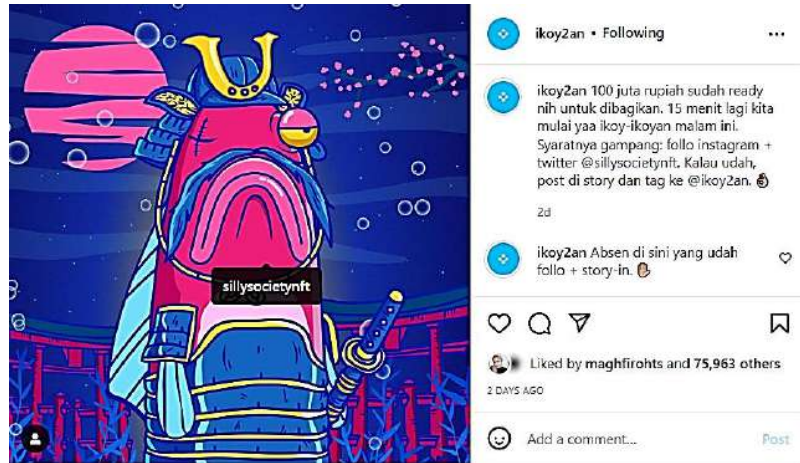 ikoy2an • Following
ikoy2an 100 juta rupiah sudah ready
nih untuk dibagikan. 15 menit lagi kita
mulai yaa ikoy-ikoyan malam ini.
Syaratnya gampang: follo instagram +
twitter @sillysocietynft. Kalau udah,
post di story dan tag ke @ikoy2an.
2d
ikoy2an Absen di sini yang udah
follo + story-in.
sillysocietynft
Liked by maghfirohts and 75,963 others
2 DAYS AGO
Add a comment...
Post